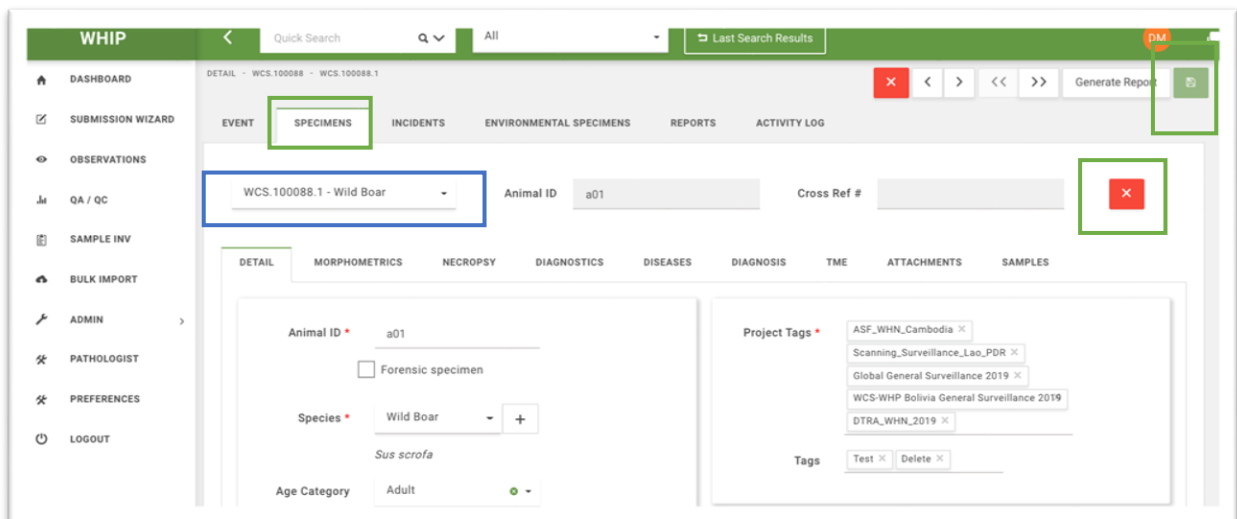 WHIP
Quick Search
All
Last Search Results
DM
DASHBOARD
SUBMISSION WIZARD
OBSERVATIONS
QA / QC
SAMPLE INV
BULK IMPORT
ADMIN
PATHOLOGIST
PREFERENCES
LOGOUT
DETAIL - WCS.100088 - WCS.100088.1
Generate Report
EVENT SPECIMENS INCIDENTS ENVIRONMENTAL SPECIMENS REPORTS ACTIVITY LOG
WCS.100088.1 - Wild Boar
Animal ID a01
Cross Ref #
DETAIL MORPHOMETRICS NECROPSY DIAGNOSTICS DISEASES DIAGNOSIS TME ATTACHMENTS SAMPLES
Animal ID * a01
Forensic specimen
Species * Wild Boar
Sus scrofa
Age Category Adult
Project Tags * ASF_WHN_Cambodia
Scanning_Surveillance_Lao_PDR
Global General Surveillance 2019
WCS-WHP Bolivia General Surveillance 2019
DTRA_WHN_2019
Tags Test Delete